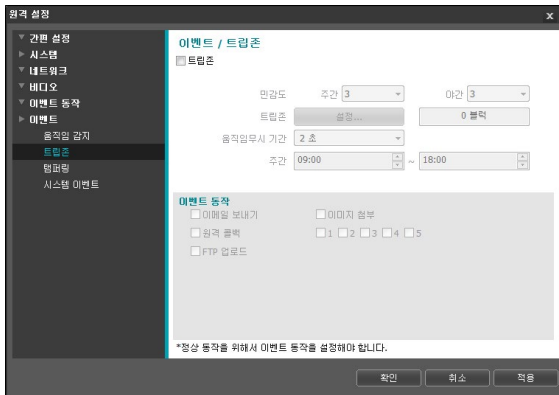 원격 설정
x
간편 설정
시스템
네트워크
비디오
이벤트 동작
이벤트
움직임 감지
트립존
탬퍼링
시스템 이벤트
이벤트 / 트립존
트립존
민감도 주간 3 야간 3
트립존 설정... 0 블럭
움직임무시 기간 2 초
주간 09:00 ~ 18:00
이벤트 동작
이메일 보내기 이미지 첨부
원격 콜백 1 2 3 4 5
FTP 업로드
*정상 동작을 위해서 이벤트 동작을 설정해야 합니다.
확인 취소 적용